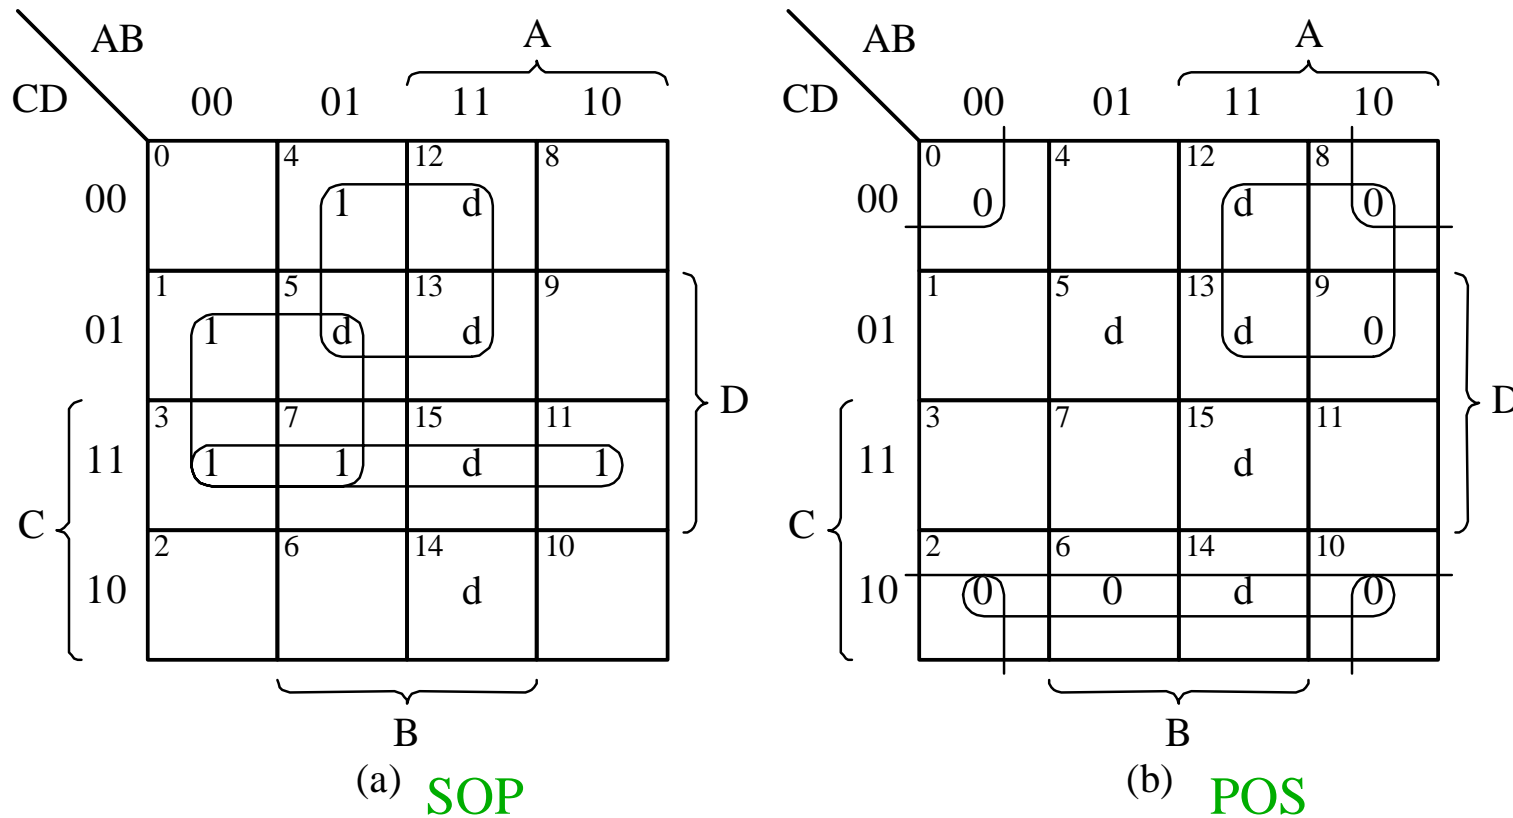 AB A AB A
CD 00 01 11 10 CD 00 01 11 10
0 4 12 8 0 4 12 8
00 1 d 00 0 d 0
1 5 13 9 1 5 13 9
01 1 d d 01 d d 0
D D
3 7 15 11 3 7 15 11
11 1 1 d 1 11 d
C C
2 6 14 10 2 6 14 10
10 d 10 0 0 d 0
B B
(a) SOP (b) POS